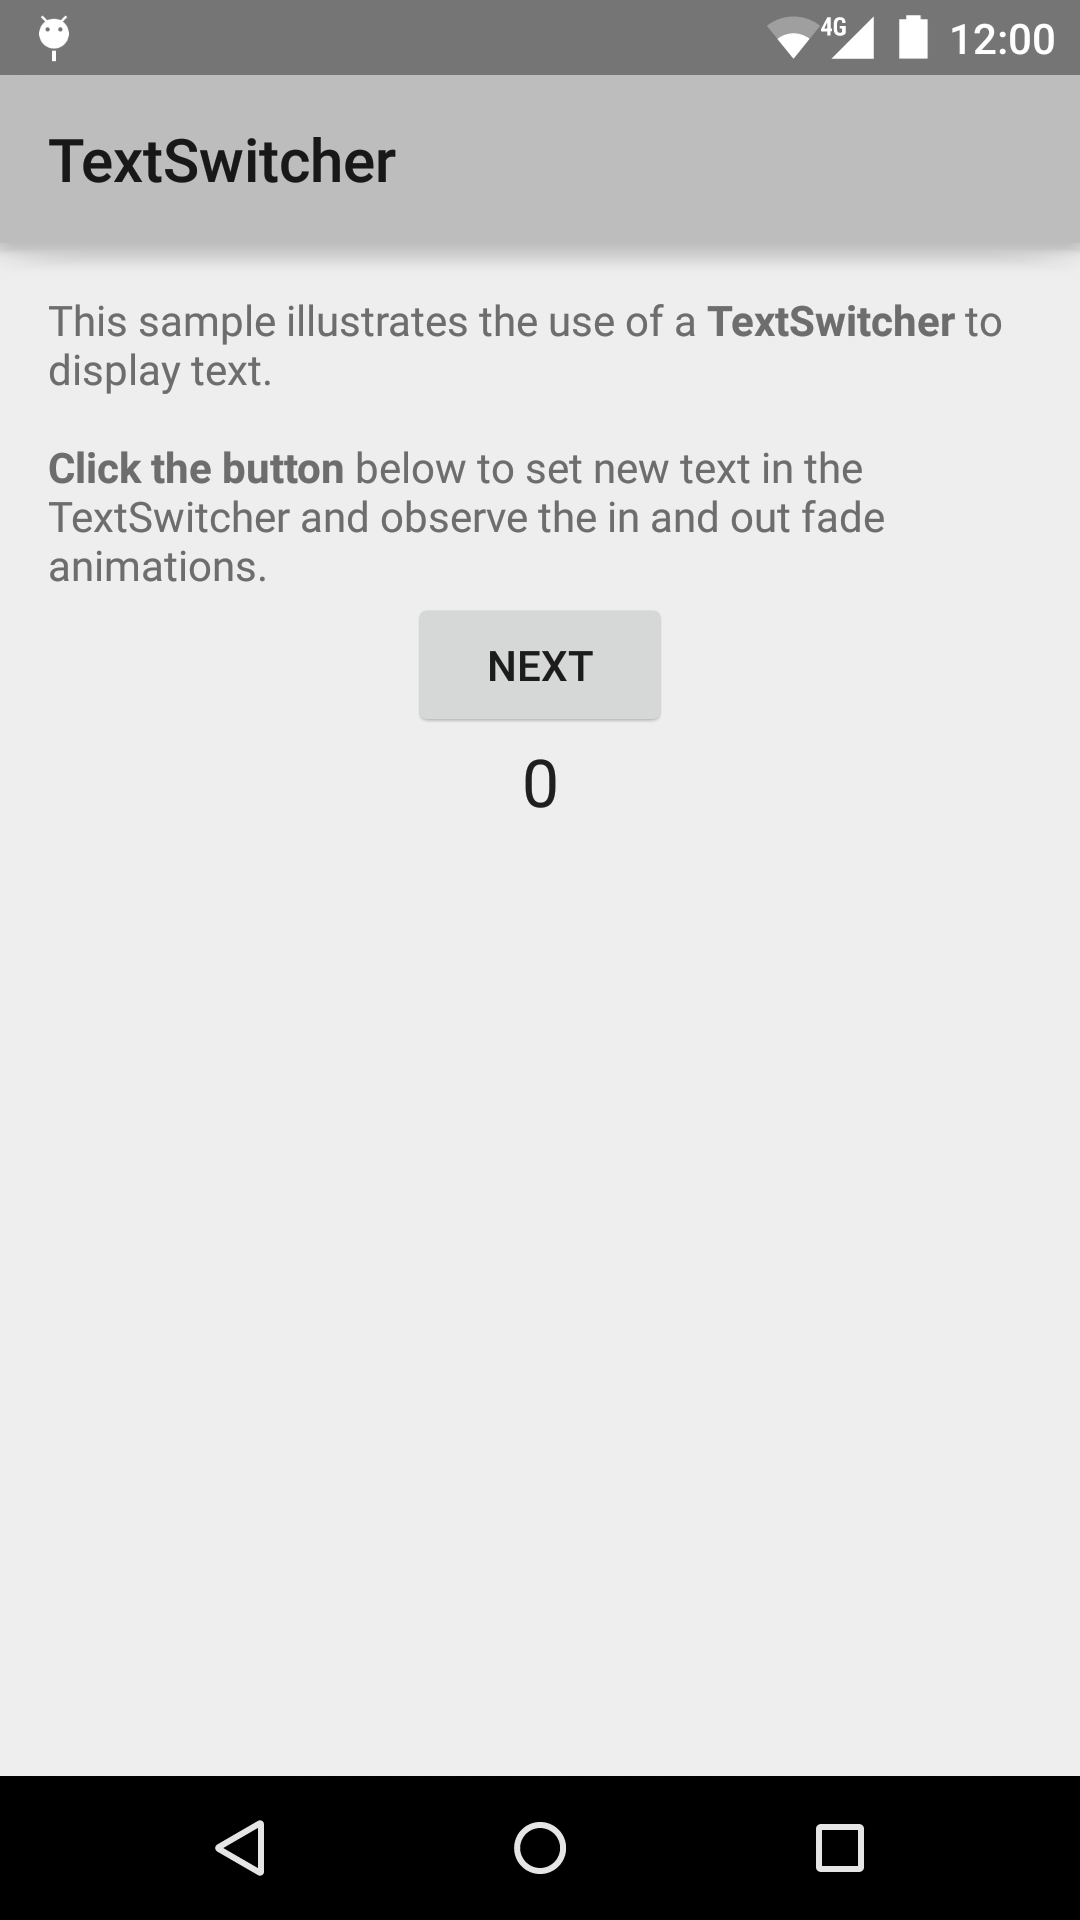 4G 12:00
TextSwitcher
This sample illustrates the use of a TextSwitcher to
display text.
Click the button below to set new text in the
TextSwitcher and observe the in and out fade
animations.
NEXT
0